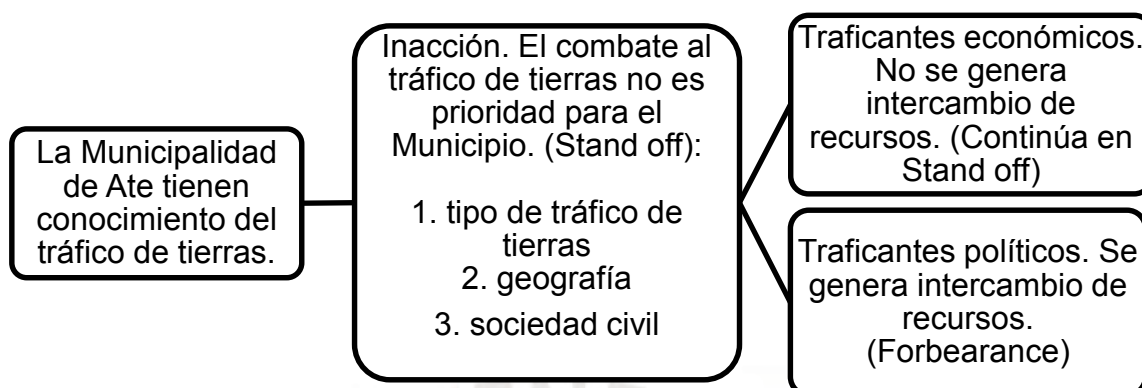 La Municipalidad
de Ate tienen
conocimiento del
tráfico de tierras.
Inacción. El combate al
tráfico de tierras no es
prioridad para el
Municipio. (Stand off):
1. tipo de tráfico de
tierras
2. geografía
3. sociedad civil
Traficantes económicos.
No se genera
intercambio de
recursos. (Continúa en
Stand off)
Traficantes políticos. Se
genera intercambio de
recursos.
(Forbearance)